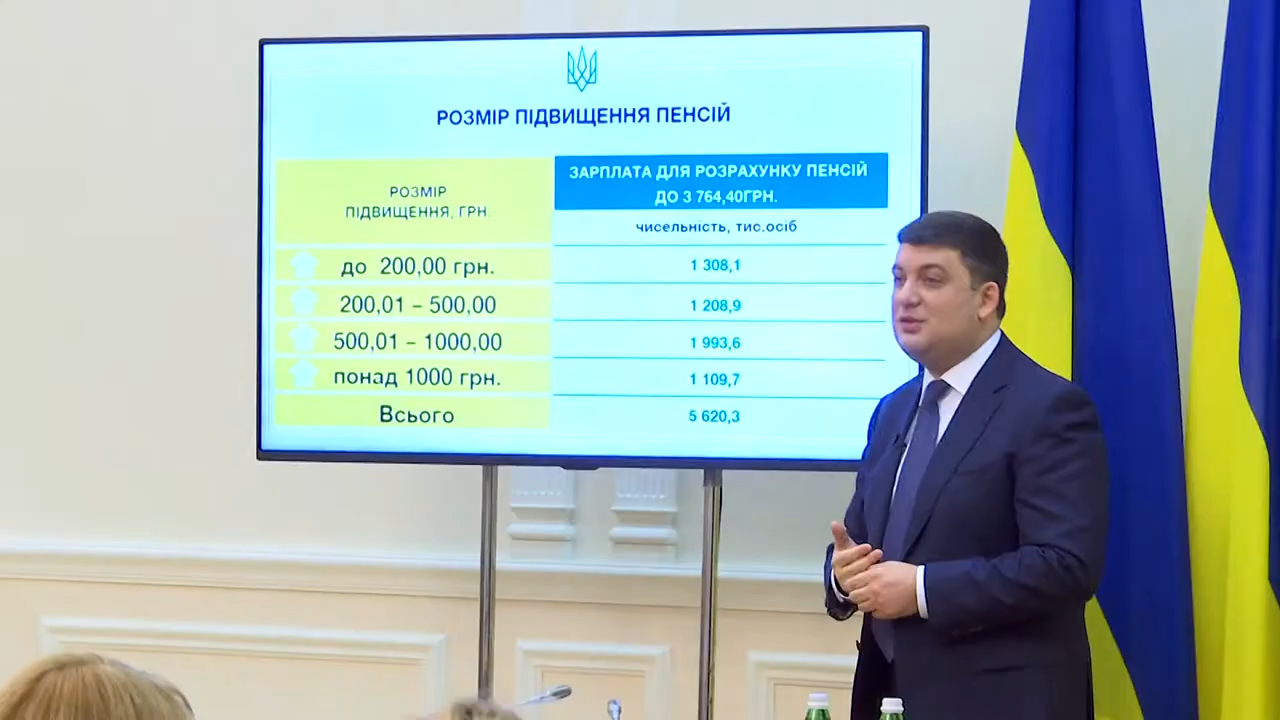 РОЗМІР ПІДВИЩЕННЯ ПЕНСІЙ
РОЗМІР
ПІДВИЩЕННЯ, ГРН.
ЗАРПЛАТА ДЛЯ РОЗРАХУНКУ ПЕНСІЙ
ДО 3 764,40ГРН.
чисельність, тис.осіб
до 200,00 грн.
1 308,1
200,01 – 500,00
1 208,9
500,01 – 1000,00
1 993,6
понад 1000 грн.
1 109,7
Всього
5 620,3